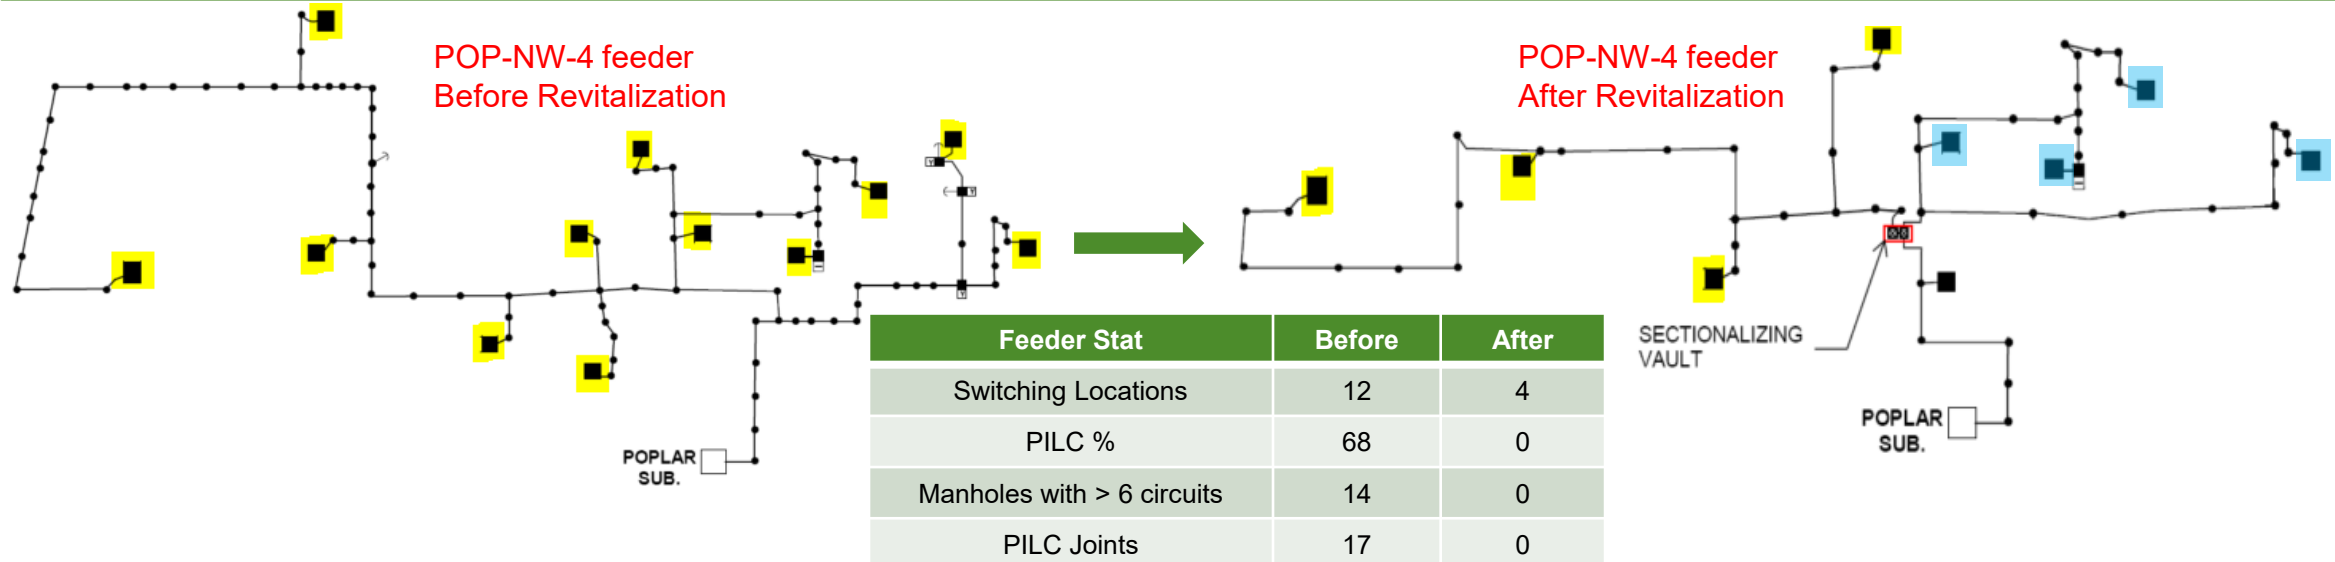 POP-NW-4 feeder
Before Revitalization
POPLAR
SUB.
POP-NW-4 feeder
After Revitalization
SECTIONALIZING
VAULT
POPLAR
SUB.
Feeder Stat Before After
Switching Locations 12 4
PILC % 68 0
Manholes with > 6 circuits 14 0
PILC Joints 17 0